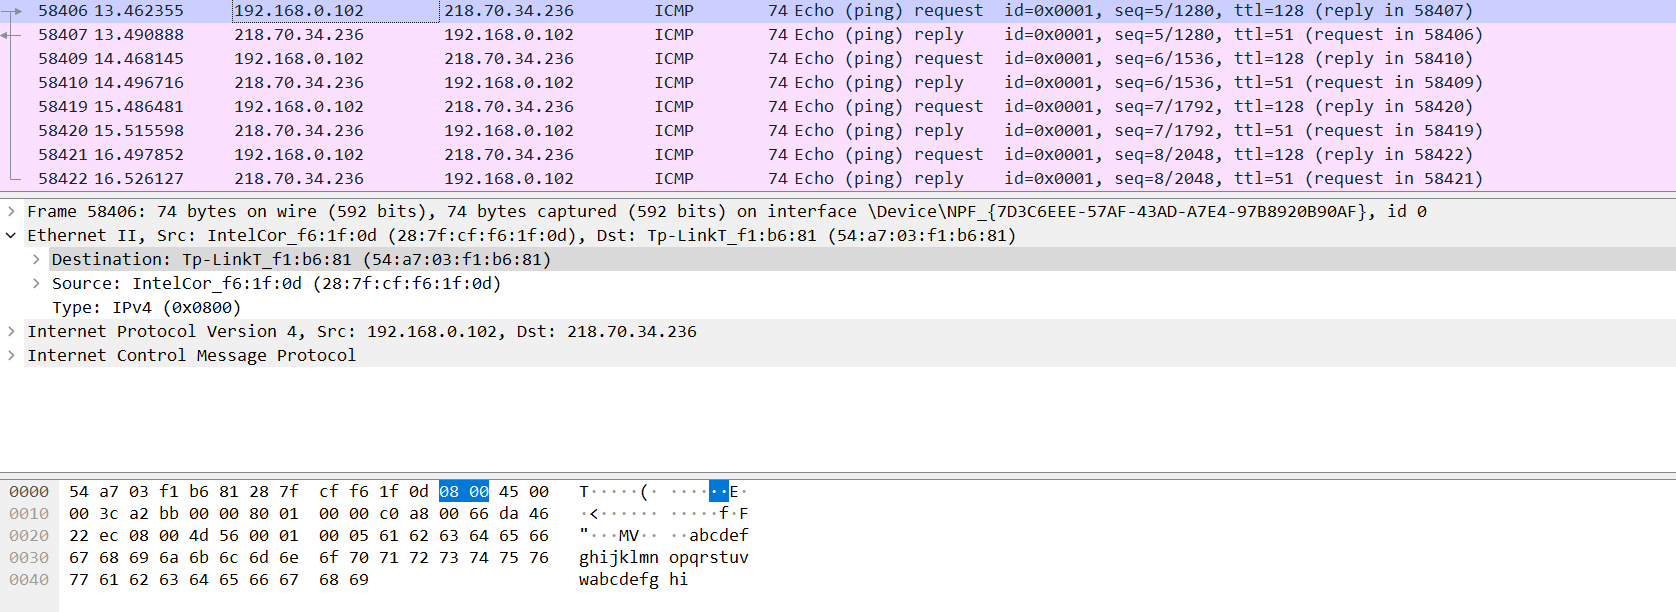 58406 13.462355 192.168.0.102 218.70.34.236 ICMP 74 Echo (ping) request id=0x0001, seq=5/1280, ttl=128 (reply in 58407)
58407 13.490888 218.70.34.236 192.168.0.102 ICMP 74 Echo (ping) reply id=0x0001, seq=5/1280, ttl=51 (request in 58406)
58409 14.468145 192.168.0.102 218.70.34.236 ICMP 74 Echo (ping) request id=0x0001, seq=6/1536, ttl=128 (reply in 58410)
58410 14.496716 218.70.34.236 192.168.0.102 ICMP 74 Echo (ping) reply id=0x0001, seq=6/1536, ttl=51 (request in 58409)
58419 15.486481 192.168.0.102 218.70.34.236 ICMP 74 Echo (ping) request id=0x0001, seq=7/1792, ttl=128 (reply in 58420)
58420 15.515598 218.70.34.236 192.168.0.102 ICMP 74 Echo (ping) reply id=0x0001, seq=7/1792, ttl=51 (request in 58419)
58421 16.497852 192.168.0.102 218.70.34.236 ICMP 74 Echo (ping) request id=0x0001, seq=8/2048, ttl=128 (reply in 58422)
58422 16.526127 218.70.34.236 192.168.0.102 ICMP 74 Echo (ping) reply id=0x0001, seq=8/2048, ttl=51 (request in 58421)
Frame 58406: 74 bytes on wire (592 bits), 74 bytes captured (592 bits) on interface \Device\NPF_{7D3C6EEE-57AF-43AD-A7E4-97B8920B90AF}, id 0
Ethernet II, Src: IntelCor_f6:1f:0d (28:7f:cf:f6:1f:0d), Dst: Tp-LinkT_f1:b6:81 (54:a7:03:f1:b6:81)
Destination: Tp-LinkT_f1:b6:81 (54:a7:03:f1:b6:81)
Source: IntelCor_f6:1f:0d (28:7f:cf:f6:1f:0d)
Type: IPv4 (0x0800)
Internet Protocol Version 4, Src: 192.168.0.102, Dst: 218.70.34.236
Internet Control Message Protocol
0000 54 a7 03 f1 b6 81 28 7f cf f6 1f 0d 08 00 45 00 T·····(· ······E·
0010 00 3c a2 bb 00 00 80 01 00 00 c0 a8 00 66 da 46 ·<······ ·····f·F
0020 22 ec 08 00 4d 56 00 01 00 05 61 62 63 64 65 66 "···MV·· ··abcdef
0030 67 68 69 6a 6b 6c 6d 6e 6f 70 71 72 73 74 75 76 ghijklmn opqrstuv
0040 77 61 62 63 64 65 66 67 68 69 wabcdefg hi